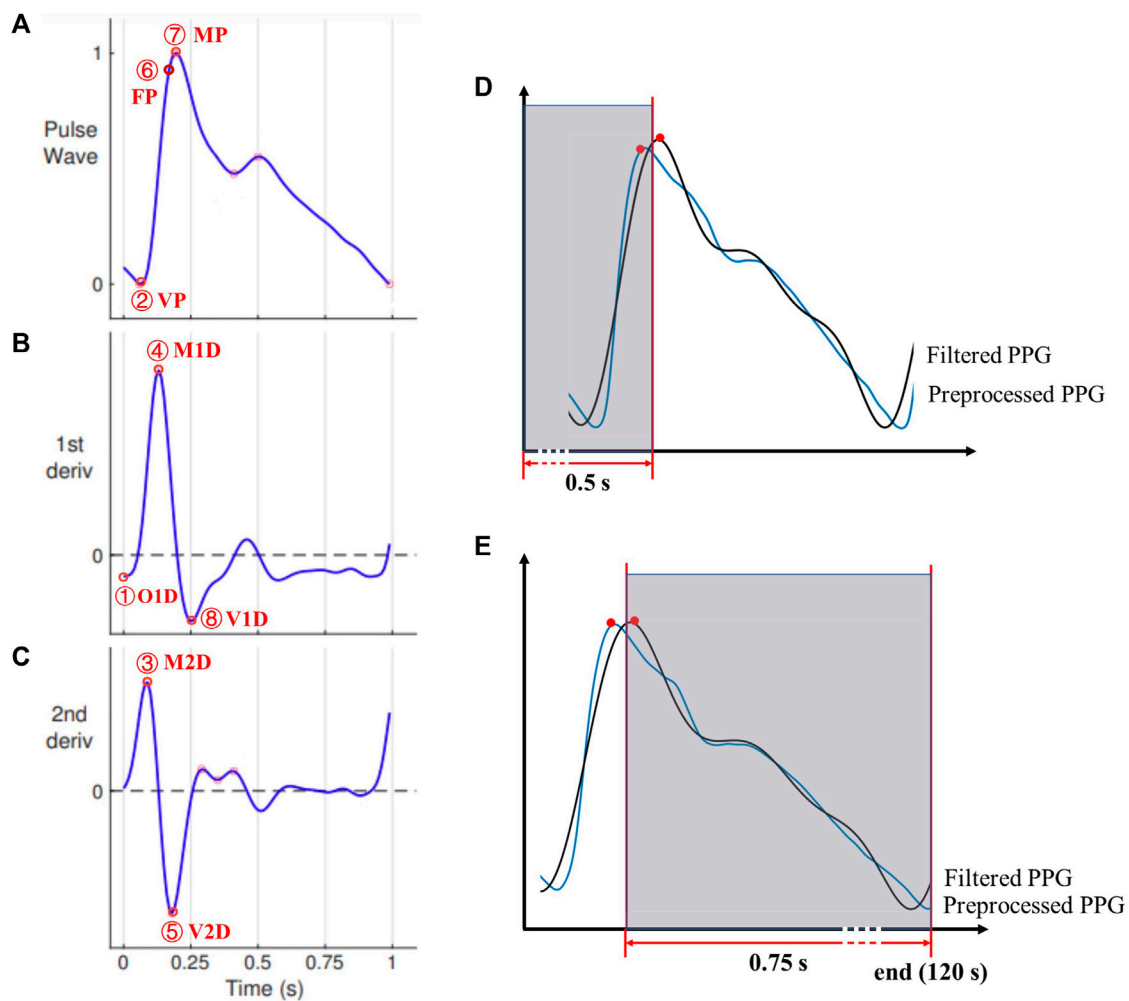 A
⑦ MP
1
⑥
FP
Pulse
Wave
0
② VP
B
④ M1D
1st
deriv
0
① O1D
⑧ V1D
C
③ M2D
2nd
deriv
0
⑤ V2D
0 0.25 0.5 0.75 1
Time (s)
D
Filtered PPG
Preprocessed PPG
0.5 s
E
Filtered PPG
Preprocessed PPG
0.75 s
end (120 s)